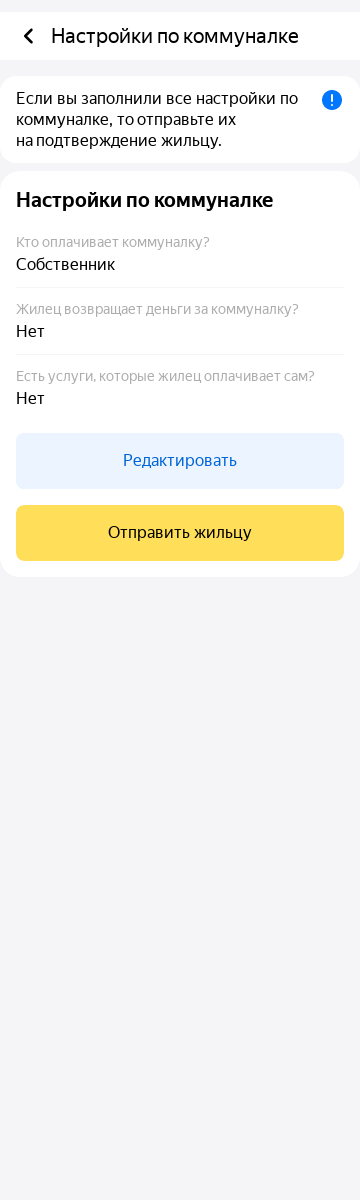 Настройки по коммуналке
Если вы заполнили все настройки по
коммуналке, то отправьте их
на подтверждение жильцу.
Настройки по коммуналке
Кто оплачивает коммуналку?
Собственник
Жилец возвращает деньги за коммуналку?
Нет
Есть услуги, которые жилец оплачивает сам?
Нет
Редактировать
Отправить жильцу